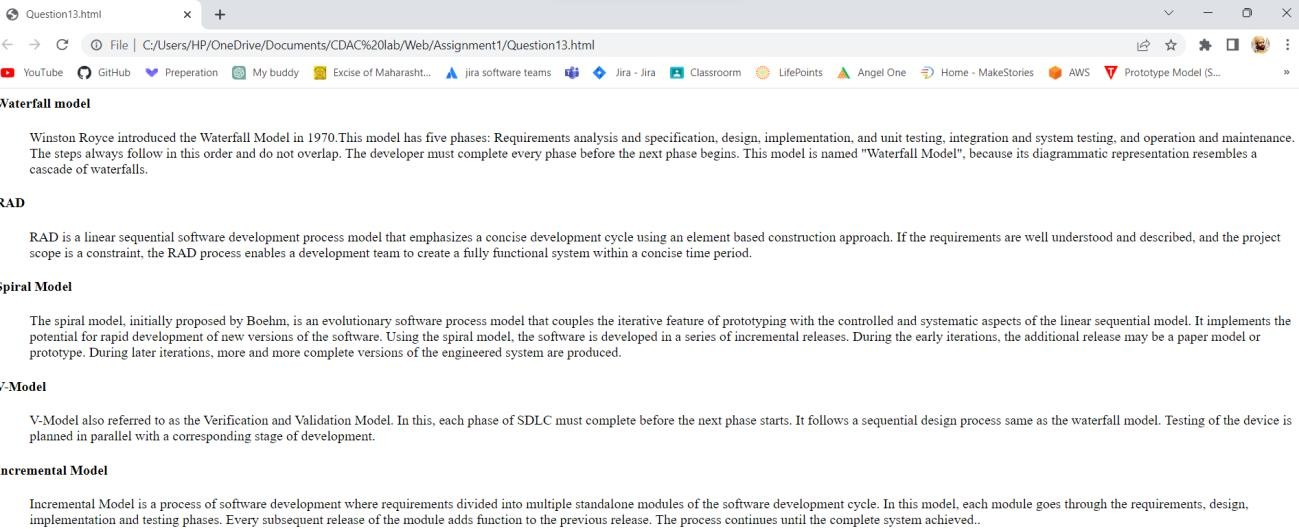 Question13.html
File | C:/Users/HP/OneDrive/Documents/CDAC%20lab/Web/Assignment1/Question13.html
YouTube GitHub Preperation My buddy Excise of Maharasht... jira software teams Jira - Jira Classroorm LifePoints Angel One Home - MakeStories AWS Prototype Model (S... »
Waterfall model
Winston Royce introduced the Waterfall Model in 1970.This model has five phases: Requirements analysis and specification, design, implementation, and unit testing, integration and system testing, and operation and maintenance.
The steps always follow in this order and do not overlap. The developer must complete every phase before the next phase begins. This model is named "Waterfall Model", because its diagrammatic representation resembles a
cascade of waterfalls.
RAD
RAD is a linear sequential software development process model that emphasizes a concise development cycle using an element based construction approach. If the requirements are well understood and described, and the project
scope is a constraint, the RAD process enables a development team to create a fully functional system within a concise time period.
Spiral Model
The spiral model, initially proposed by Boehm, is an evolutionary software process model that couples the iterative feature of prototyping with the controlled and systematic aspects of the linear sequential model. It implements the
potential for rapid development of new versions of the software. Using the spiral model, the software is developed in a series of incremental releases. During the early iterations, the additional release may be a paper model or
prototype. During later iterations, more and more complete versions of the engineered system are produced.
V-Model
V-Model also referred to as the Verification and Validation Model. In this, each phase of SDLC must complete before the next phase starts. It follows a sequential design process same as the waterfall model. Testing of the device is
planned in parallel with a corresponding stage of development.
Incremental Model
Incremental Model is a process of software development where requirements divided into multiple standalone modules of the software development cycle. In this model, each module goes through the requirements, design,
implementation and testing phases. Every subsequent release of the module adds function to the previous release. The process continues until the complete system achieved..